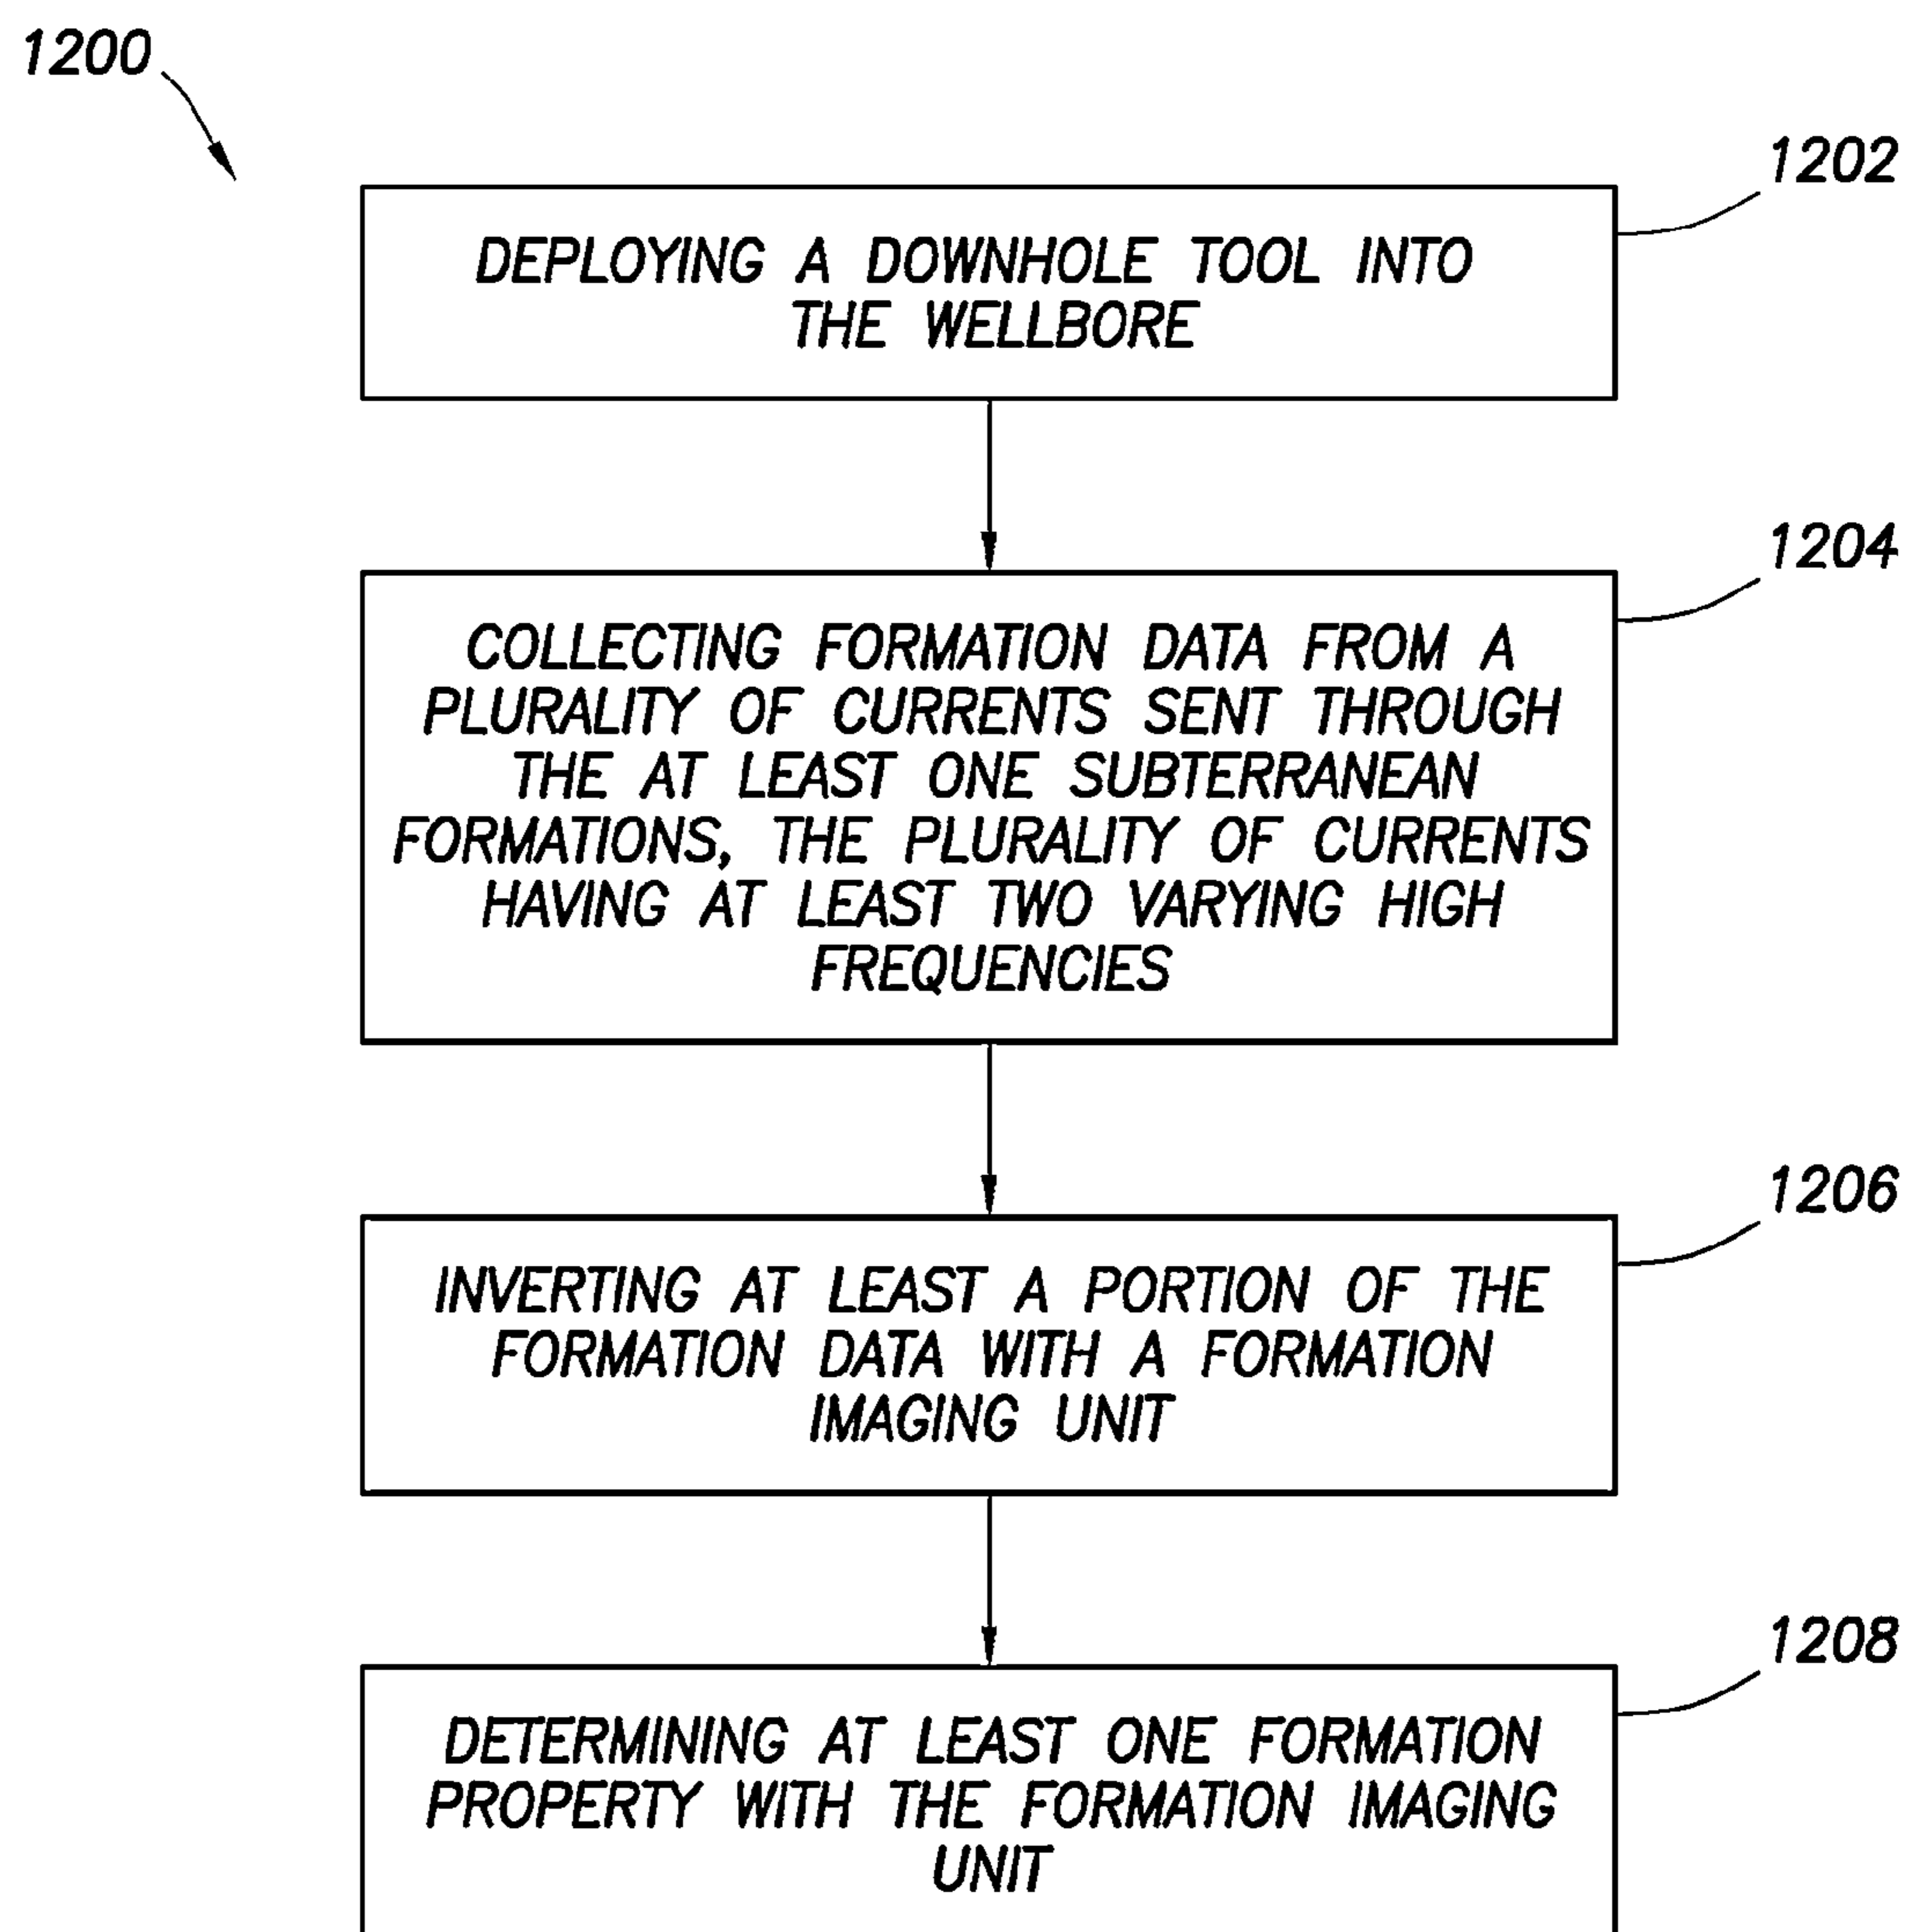 1200
1202
DEPLOYING A DOWNHOLE TOOL INTO
THE WELLBORE
1204
COLLECTING FORMATION DATA FROM A
PLURALITY OF CURRENTS SENT THROUGH
THE AT LEAST ONE SUBTERRANEAN
FORMATIONS, THE PLURALITY OF CURRENTS
HAVING AT LEAST TWO VARYING HIGH
FREQUENCIES
1206
INVERTING AT LEAST A PORTION OF THE
FORMATION DATA WITH A FORMATION
IMAGING UNIT
1208
DETERMINING AT LEAST ONE FORMATION
PROPERTY WITH THE FORMATION IMAGING
UNIT